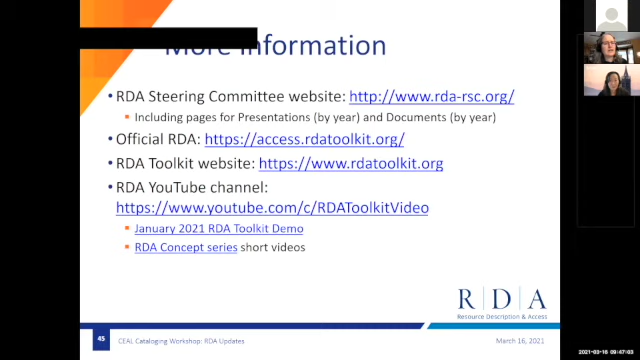 More Information
• RDA Steering Committee website: http://www.rda-rsc.org/
▪ Including pages for Presentations (by year) and Documents (by year)
• Official RDA: https://access.rdatoolkit.org/
• RDA Toolkit website: https://www.rdatoolkit.org
• RDA YouTube channel:
https://www.youtube.com/c/RDAToolkitVideo
▪ January 2021 RDA Toolkit Demo
▪ RDA Concept series short videos
R | D | A
Resource Description & Access
45
CEAL Cataloging Workshop: RDA Updates
March 16, 2021
2021-03-16 09:47:03